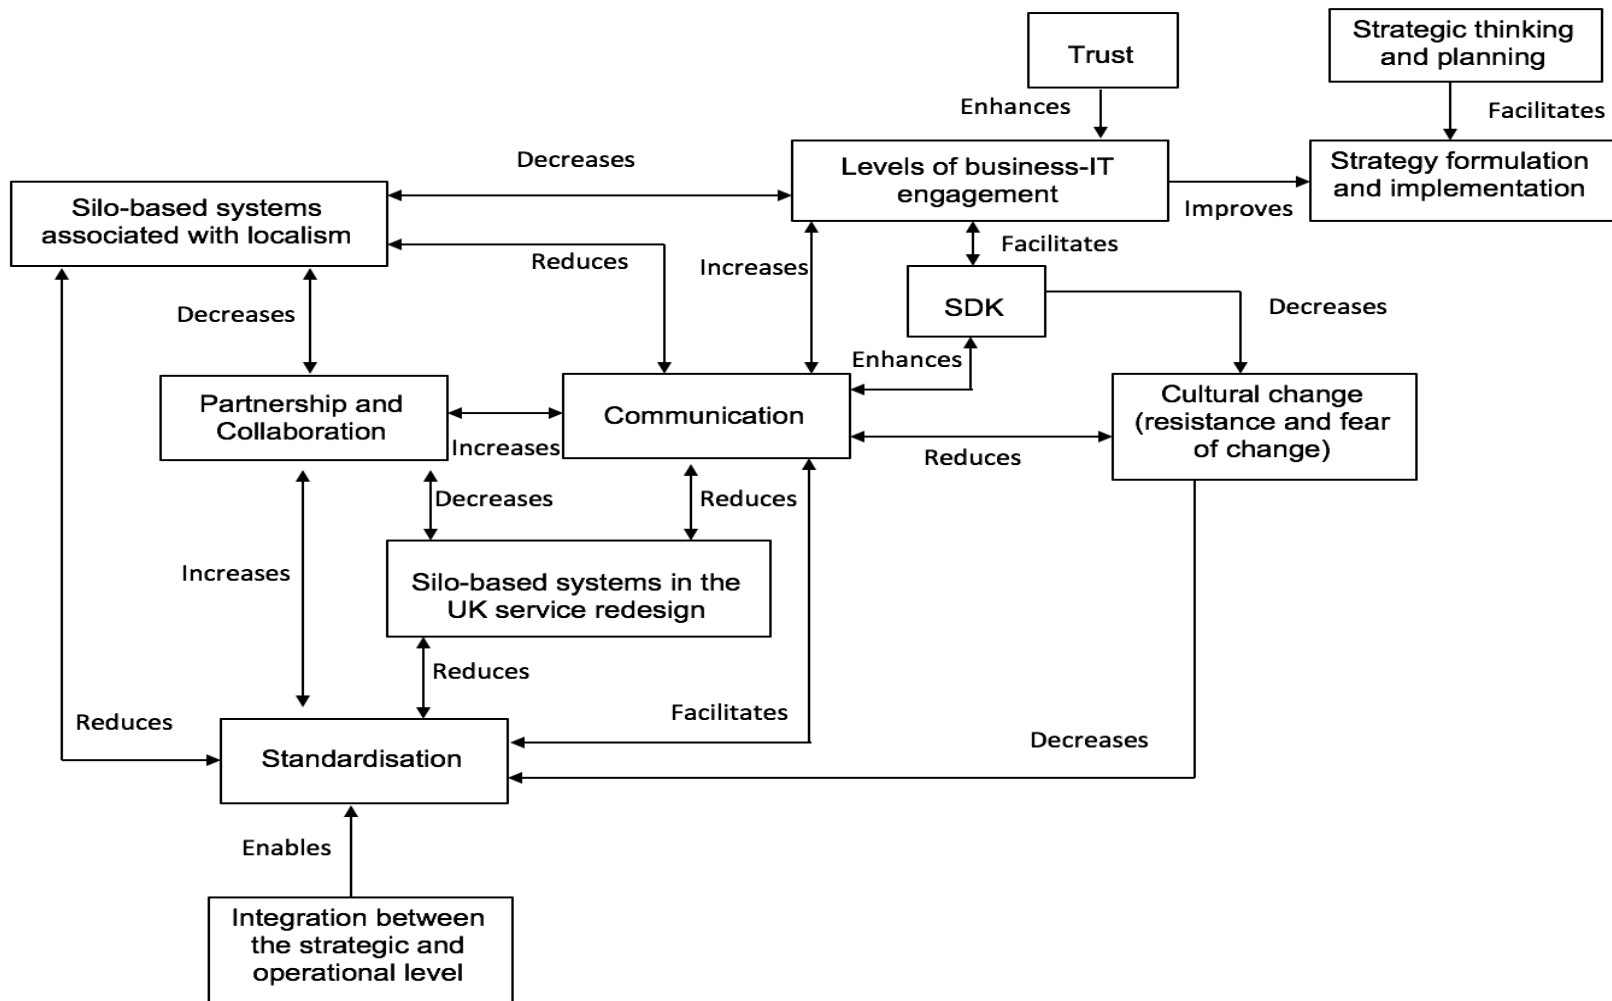 Trust
Strategic thinking
and planning
Enhances
Facilitates
Decreases
Levels of business-IT
engagement
Strategy formulation
and implementation
Improves
Silo-based systems
associated with localism
Reduces
Increases
Facilitates
SDK
Decreases
Decreases
Enhances
Partnership and
Collaboration
Communication
Cultural change
(resistance and fear
of change)
Increases
Reduces
Decreases
Reduces
Increases
Silo-based systems in the
UK service redesign
Reduces
Reduces
Facilitates
Decreases
Standardisation
Enables
Integration between
the strategic and
operational level